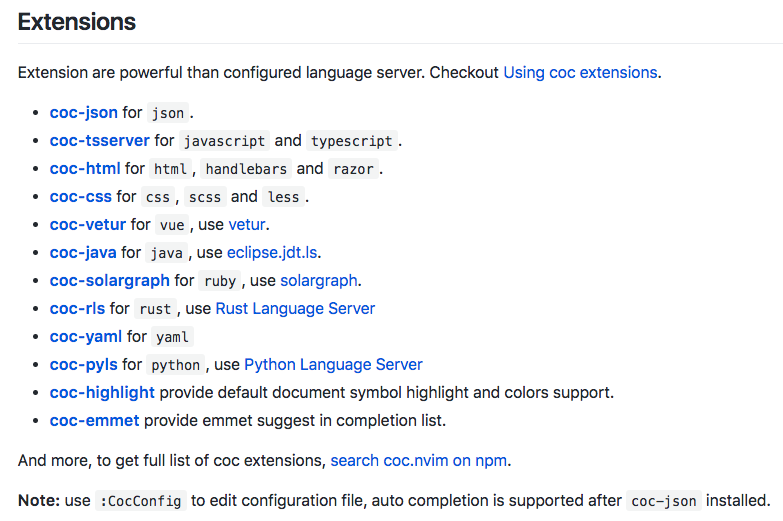 Extensions
Extension are powerful than configured language server. Checkout Using coc extensions.
• coc-json for json .
• coc-tsserver for javascript and typescript .
• coc-html for html , handlebars and razor .
• coc-css for css , scss and less .
• coc-vetur for vue , use vetur.
• coc-java for java , use eclipse.jdt.ls.
• coc-solargraph for ruby , use solargraph.
• coc-rls for rust , use Rust Language Server
• coc-yaml for yaml
• coc-pyls for python , use Python Language Server
• coc-highlight provide default document symbol highlight and colors support.
• coc-emmet provide emmet suggest in completion list.
And more, to get full list of coc extensions, search coc.nvim on npm.
Note: use :CocConfig to edit configuration file, auto completion is supported after coc-json installed.